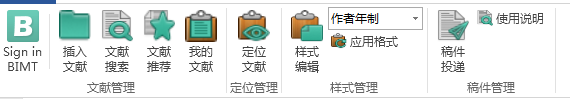 B
Sign in
BIMT
插入
文献
文献
搜索
文献
推荐
我的
文献
文献管理
定位
文献
定位管理
样式
编辑
作者年制
应用格式
样式管理
稿件
投递
使用说明
稿件管理